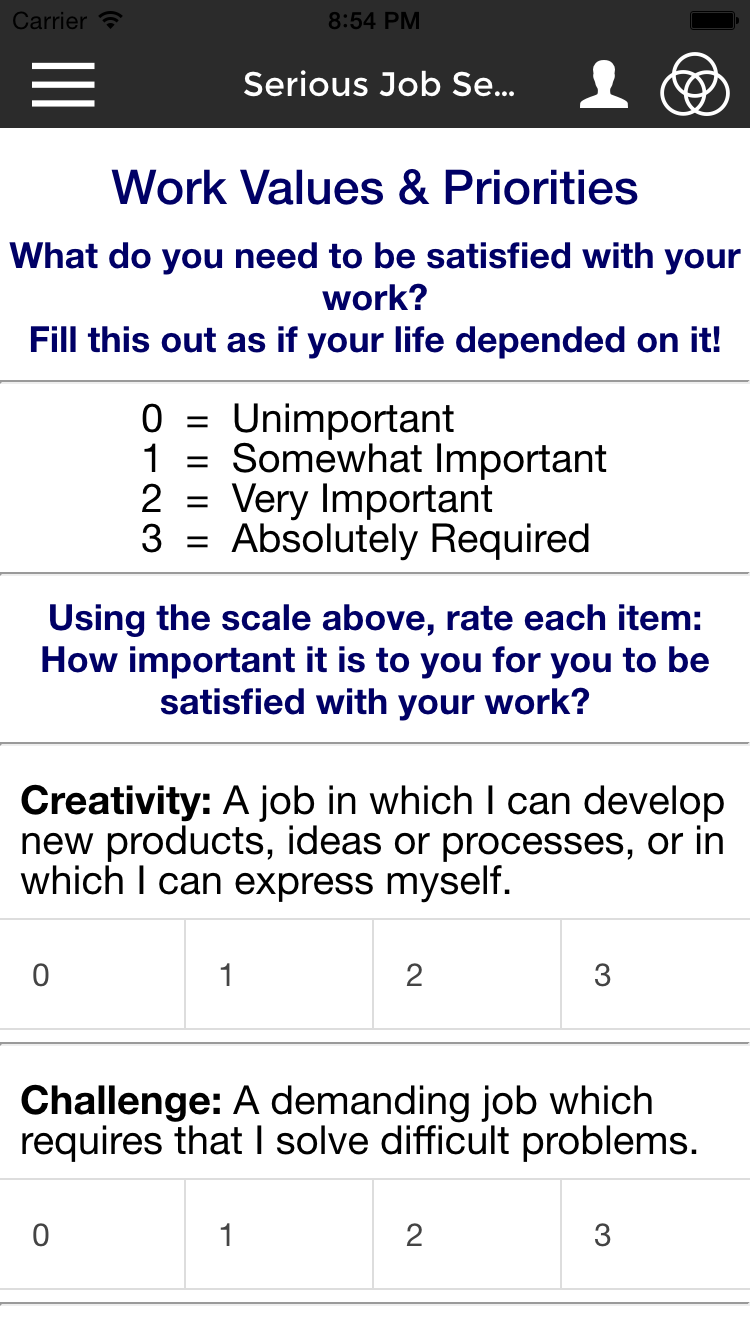 Carrier 8:54 PM
Serious Job Se...
Work Values & Priorities
What do you need to be satisfied with your
work?
Fill this out as if your life depended on it!
0 = Unimportant
1 = Somewhat Important
2 = Very Important
3 = Absolutely Required
Using the scale above, rate each item:
How important it is to you for you to be
satisfied with your work?
Creativity: A job in which I can develop
new products, ideas or processes, or in
which I can express myself.
0 1 2 3
Challenge: A demanding job which
requires that I solve difficult problems.
0 1 2 3